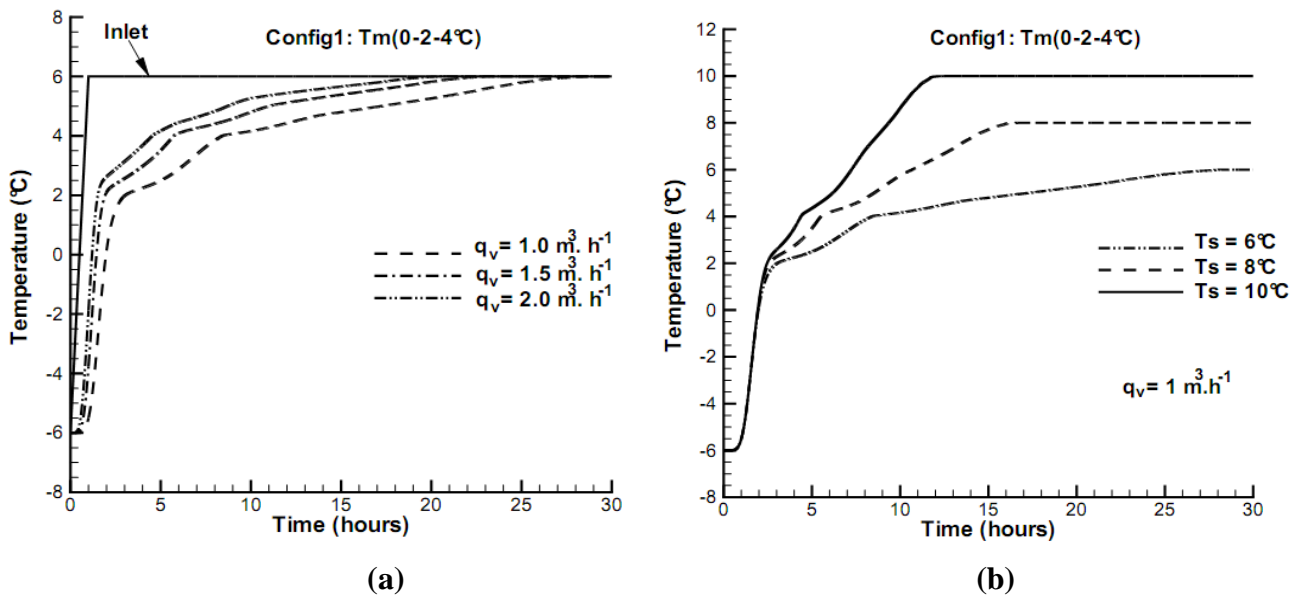 Config1: Tm(0-2-4°C)
Inlet
8
6
4
2
0
-2
-4
-6
-8
Temperature (°C)
qv= 1.0 m³. h⁻¹
qv= 1.5 m³. h⁻¹
qv= 2.0 m³. h⁻¹
0 5 10 15 20 25 30
Time (hours)
(a)
Config1: Tm(0-2-4°C)
12
10
8
6
4
2
0
-2
-4
-6
-8
Temperature (°C)
Ts = 6°C
Ts = 8°C
Ts = 10°C
qv= 1 m³.h⁻¹
0 5 10 15 20 25 30
Time (hours)
(b)